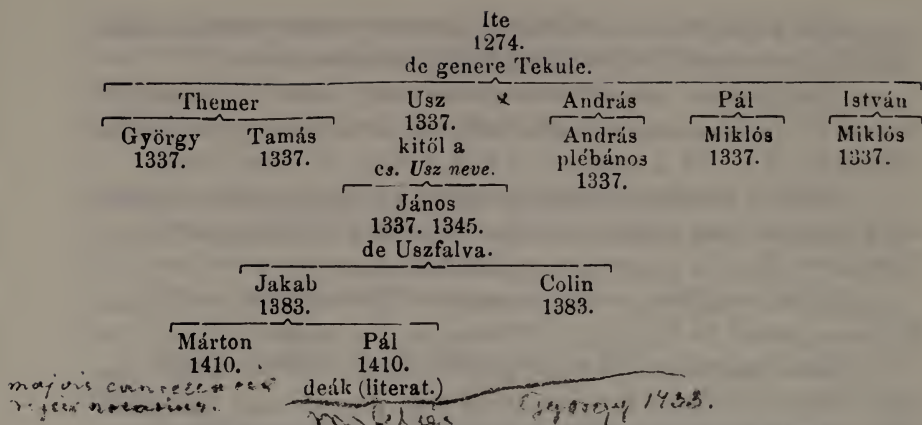 Ite
1274.
de genere Tekule.
Themer Usz × András Pál István
György Tamás 1337. András Miklós Miklós
1337. 1337. kitől a plébános 1337. 1337.
cs. Usz neve. 1337.
János
1337. 1345.
de Uszfalva.
Jakab Colin
1383. 1383.
Márton Pál
1410. 1410.
deák (literat.)
György 1433.